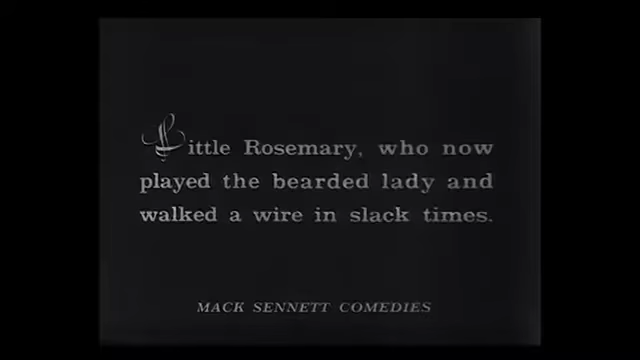 Little Rosemary, who now
played the bearded lady and
walked a wire in slack times.
MACK SENNETT COMEDIES